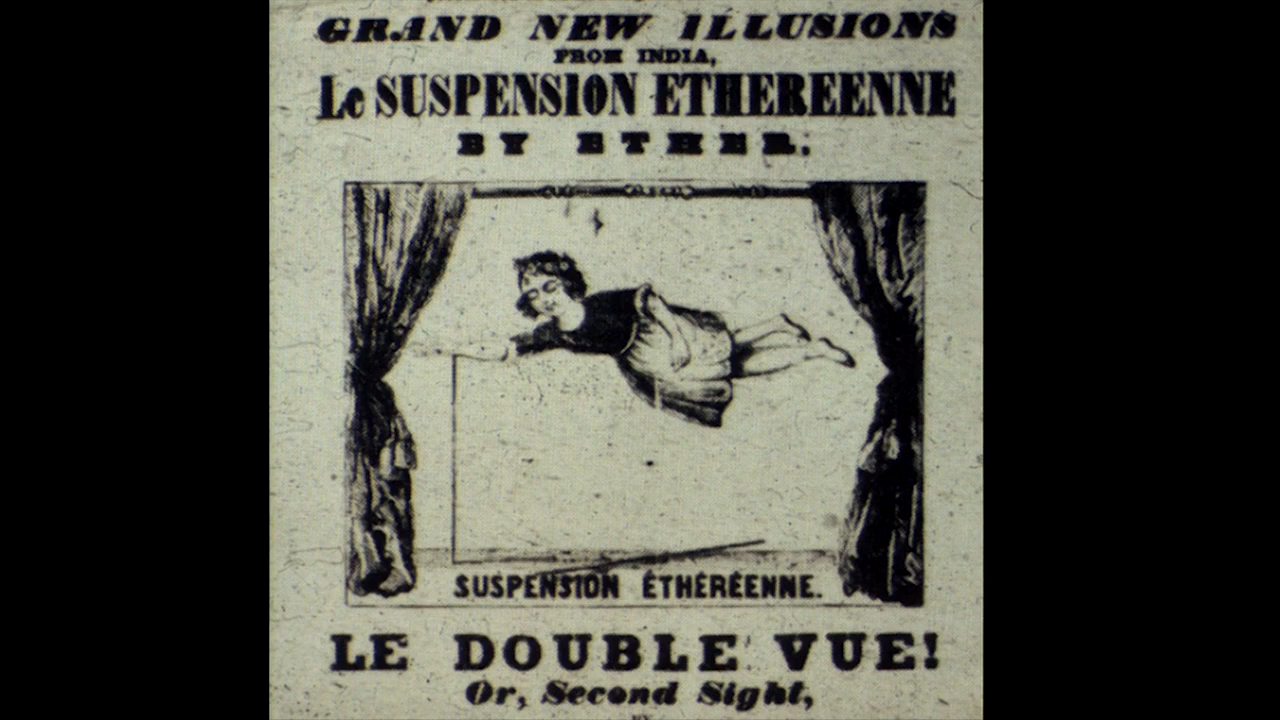 GRAND NEW ILLUSIONS
FROM INDIA,
Le SUSPENSION ETHEREENNE
BY ETHER.
SUSPENSION ÉTHÉRÉENNE.
LE DOUBLE VUE!
Or, Second Sight,